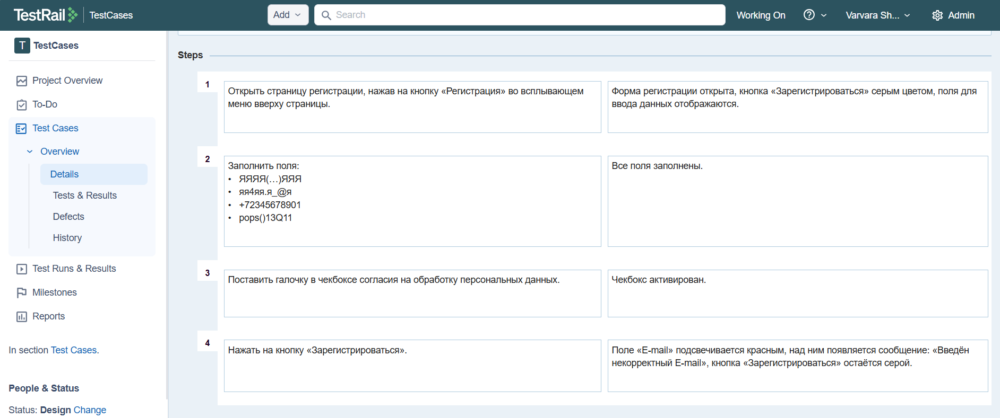 TestRail TestCases Add Search Working On Varvara Sh... Admin
T TestCases
Project Overview
To-Do
Test Cases
Overview
Details
Tests & Results
Defects
History
Test Runs & Results
Milestones
Reports
In section Test Cases.
People & Status
Status: Design Change
Steps
1
Открыть страницу регистрации, нажав на кнопку «Регистрация» во всплывающем
меню вверху страницы.
Форма регистрации открыта, кнопка «Зарегистрироваться» серым цветом, поля для
ввода данных отображаются.
2
Заполнить поля:
• ЯЯЯЯ(…)ЯЯЯ
• яя4яя.я_@я
• +72345678901
• pops()13Q11
Все поля заполнены.
3
Поставить галочку в чекбоксе согласия на обработку персональных данных.
Чекбокс активирован.
4
Нажать на кнопку «Зарегистрироваться».
Поле «E-mail» подсвечивается красным, над ним появляется сообщение: «Введён
некорректный E-mail», кнопка «Зарегистрироваться» остаётся серой.